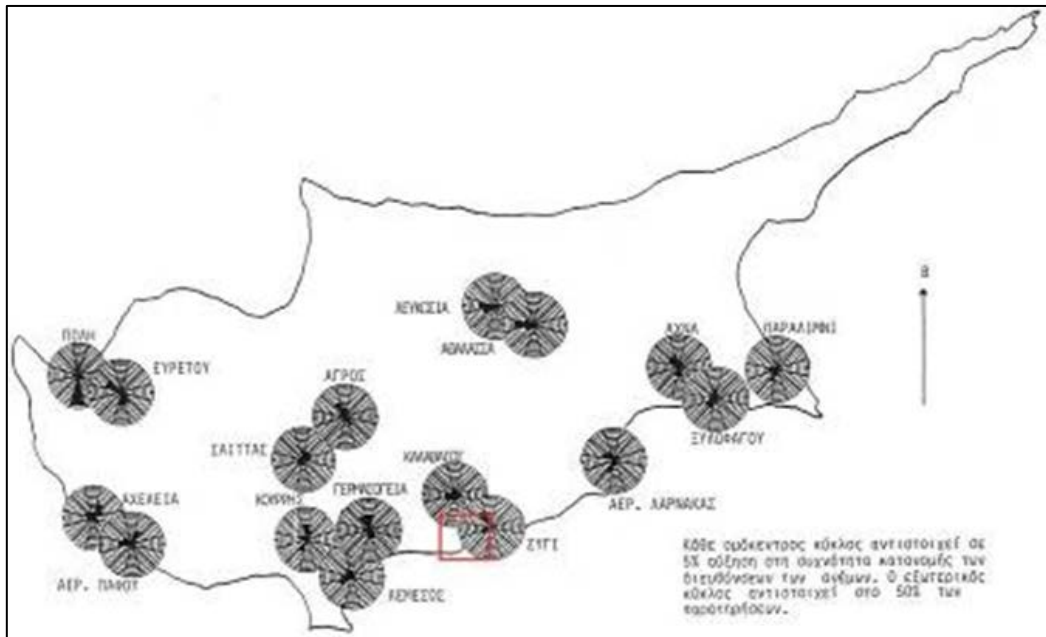 Β
ΛΕΥΚΩΣΙΑ
ΑΘΑΛΑΣΣΑ
ΠΟΛΗ
ΕΥΡΕΤΟΥ
ΑΧΝΑ
ΠΑΡΑΛΙΜΝΙ
ΑΓΡΟΣ
ΞΥΛΟΦΑΓΟΥ
ΣΑΙΤΤΑΣ
ΚΑΛΑΒΑΣΟΣ
ΑΕΡ. ΛΑΡΝΑΚΑΣ
ΑΧΕΛΕΙΑ
ΚΟΥΡΡΗΣ
ΓΕΡΜΑΣΟΓΕΙΑ
ΖΥΓΙ
ΑΕΡ. ΠΑΦΟΥ
ΛΕΜΕΣΟΣ
Κάθε ομόκεντρος κύκλος αντιστοιχεί σε
5% αύξηση στη συχνότητα κατανομής των
διευθύνσεων των ανέμων. Ο εξωτερικός
κύκλος αντιστοιχεί στο 50% των
παρατηρήσεων.